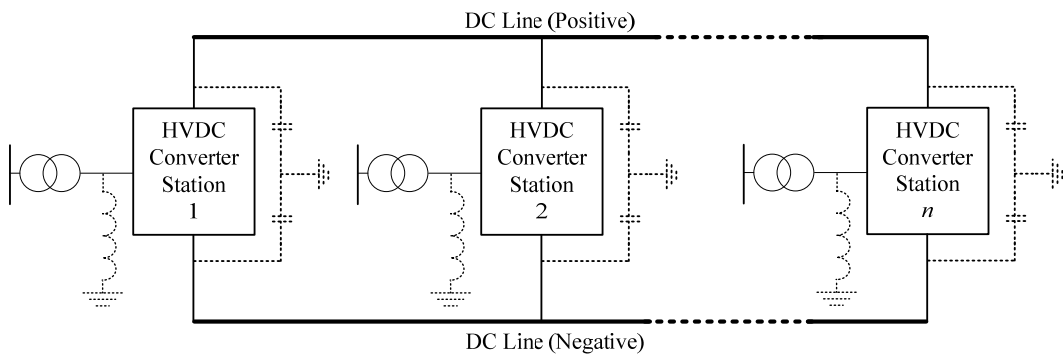 DC Line (Positive)
HVDC
Converter
Station
1
HVDC
Converter
Station
2
HVDC
Converter
Station
n
DC Line (Negative)